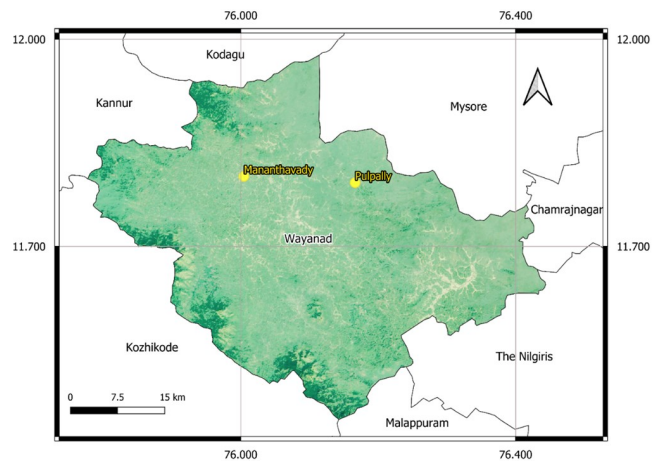 76.000 76.400
12.000 12.000
Kodagu
Kannur
Mysore
Mananthavady
Pulpally
Chamrajnagar
Wayanad
11.700 11.700
Kozhikode
The Nilgiris
0 7.5 15 km
Malappuram
76.000 76.400